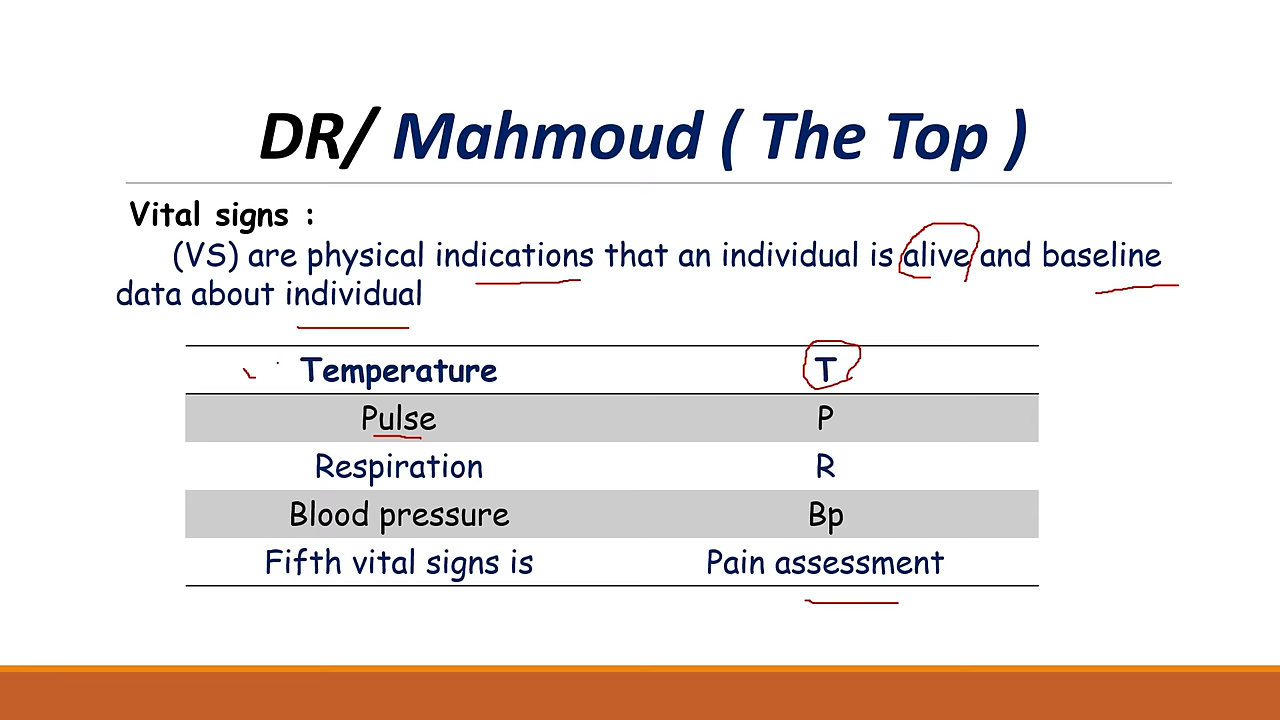 DR/ Mahmoud ( The Top )
Vital signs :
(VS) are physical indications that an individual is alive and baseline
data about individual
Temperature T
Pulse P
Respiration R
Blood pressure Bp
Fifth vital signs is Pain assessment